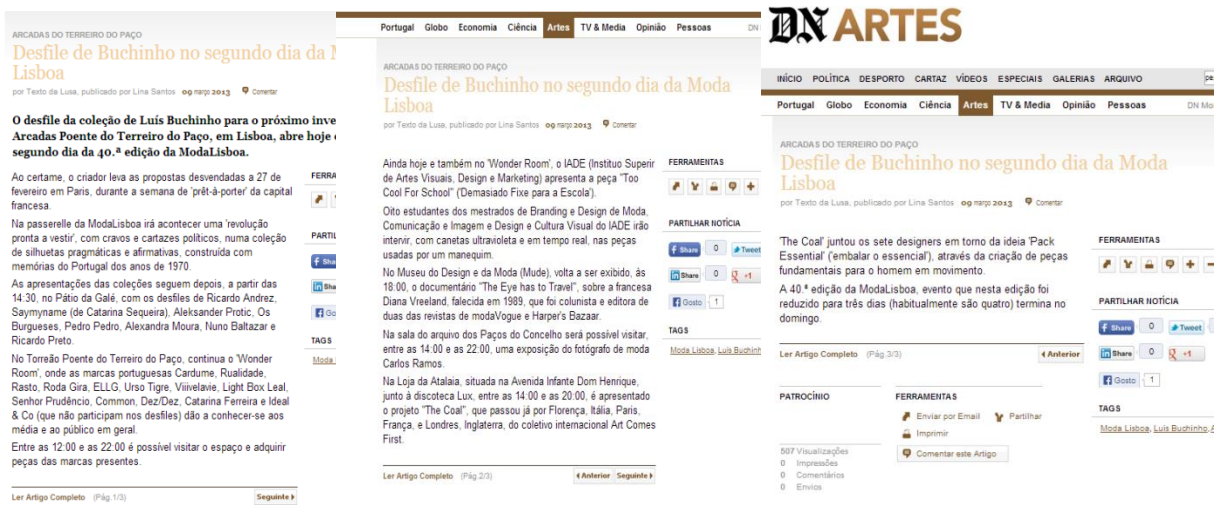 ARCADAS DO TERREIRO DO PAÇO
Desfile de Buchinho no segundo dia da M
Lisboa
por Texto da Lusa, publicado por Lina Santos 09 março 2013 Comentar
O desfile da coleção de Luís Buchinho para o próximo inve
Arcadas Poente do Terreiro do Paço, em Lisboa, abre hoje
segundo dia da 40.ª edição da ModaLisboa.
Ao certame, o criador leva as propostas desvendadas a 27 de
fevereiro em Paris, durante a semana de 'prêt-à-porter' da capital
francesa.
Na passerelle da ModaLisboa irá acontecer uma 'revolução
pronta a vestir', com cravos e cartazes políticos, numa coleção
de silhuetas pragmáticas e afirmativas, construída com
memórias do Portugal dos anos de 1970.
As apresentações das coleções seguem depois, a partir das
14:30, no Pátio da Galé, com os desfiles de Ricardo Andrez,
Saymyname (de Catarina Sequeira), Aleksander Protic, Os
Burgueses, Pedro Pedro, Alexandra Moura, Nuno Baltazar e
Ricardo Preto.
No Torreão Poente do Terreiro do Paço, continua o 'Wonder
Room', onde as marcas portuguesas Cardume, Rualidade,
Rasto, Roda Gira, ELLG, Urso Tigre, Viiivelavie, Light Box Leal,
Senhor Prudêncio, Common, Dez/Dez, Catarina Ferreira e Ideal
& Co (que não participam nos desfiles) dão a conhecer-se aos
média e ao público em geral.
Entre as 12:00 e as 22:00 é possível visitar o espaço e adquirir
peças das marcas presentes.
Ler Artigo Completo (Pág.1/3) Seguinte
FERRA
PARTIL
Sha
Go
TAGS
Moda
Portugal Globo Economia Ciência Artes TV & Media Opinião Pessoas DN
ARCADAS DO TERREIRO DO PAÇO
Desfile de Buchinho no segundo dia da Moda
Lisboa
por Texto da Lusa, publicado por Lina Santos 09 março 2013 Comentar
Ainda hoje e também no 'Wonder Room', o IADE (Instituo Superir
de Artes Visuais, Design e Marketing) apresenta a peça "Too
Cool For School" ('Demasiado Fixe para a Escola').
Oito estudantes dos mestrados de Branding e Design de Moda,
Comunicação e Imagem e Design e Cultura Visual do IADE irão
intervir, com canetas ultravioleta e em tempo real, nas peças
usadas por um manequim.
No Museu do Design e da Moda (Mude), volta a ser exibido, às
18:00, o documentário "The Eye has to Travel", sobre a francesa
Diana Vreeland, falecida em 1989, que foi colunista e editora de
duas das revistas de modaVogue e Harper's Bazaar.
Na sala do arquivo dos Paços do Concelho será possível visitar,
entre as 14:00 e as 22:00, uma exposição do fotógrafo de moda
Carlos Ramos.
Na Loja da Atalaia, situada na Avenida Infante Dom Henrique,
junto à discoteca Lux, entre as 14:00 e as 20:00, é apresentado
o projeto "The Coal", que passou já por Florença, Itália, Paris,
França, e Londres, Inglaterra, do coletivo internacional Art Comes
First.
Ler Artigo Completo (Pág.2/3) Anterior Seguinte
FERRAMENTAS
PARTILHAR NOTÍCIA
Share 0 Tweet
Share 0 +1
Gosto 1
TAGS
Moda Lisboa, Luis Buchinh
DN ARTES
INÍCIO POLÍTICA DESPORTO CARTAZ VÍDEOS ESPECIAIS GALERIAS ARQUIVO pe
Portugal Globo Economia Ciência Artes TV & Media Opinião Pessoas DN Mo
ARCADAS DO TERREIRO DO PAÇO
Desfile de Buchinho no segundo dia da Moda
Lisboa
por Texto da Lusa, publicado por Lina Santos 09 março 2013 Comentar
'The Coal' juntou os sete designers em torno da ideia 'Pack
Essential' ('embalar o essencial'), através da criação de peças
fundamentais para o homem em movimento.
A 40.ª edição da ModaLisboa, evento que nesta edição foi
reduzido para três dias (habitualmente são quatro) termina no
domingo.
Ler Artigo Completo (Pág.3/3) Anterior
PATROCÍNIO
507 Visualizações
0 Impressões
0 Comentários
0 Envios
FERRAMENTAS
Enviar por Email Partilhar
Imprimir
Comentar este Artigo
FERRAMENTAS
PARTILHAR NOTÍCIA
Share 0 Tweet
Share 0 +1
Gosto 1
TAGS
Moda Lisboa, Luis Buchinho,